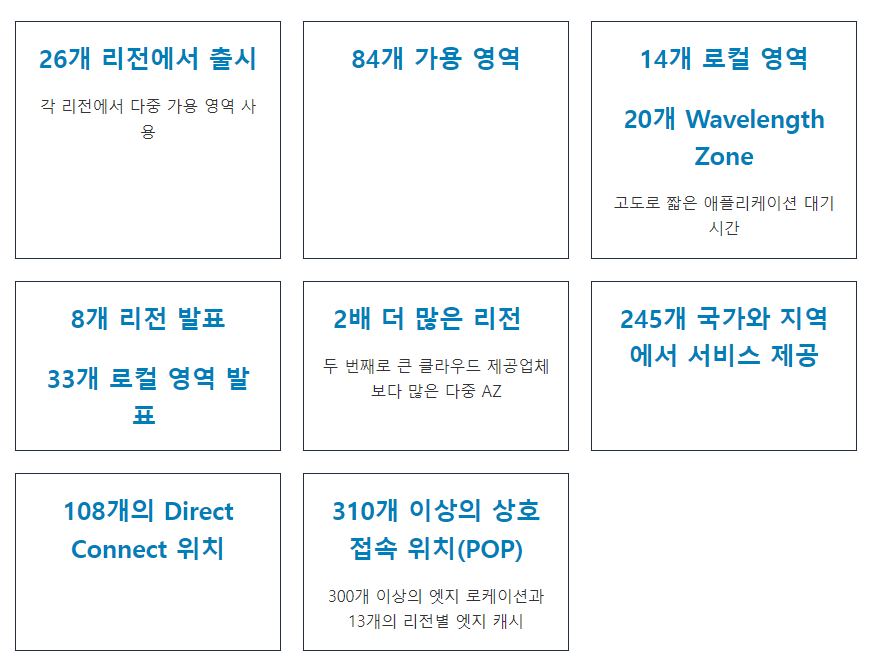 26개 리전에서 출시
각 리전에서 다중 가용 영역 사
용
84개 가용 영역
14개 로컬 영역
20개 Wavelength
Zone
고도로 짧은 애플리케이션 대기
시간
8개 리전 발표
33개 로컬 영역 발
표
2배 더 많은 리전
두 번째로 큰 클라우드 제공업체
보다 많은 다중 AZ
245개 국가와 지역
에서 서비스 제공
108개의 Direct
Connect 위치
310개 이상의 상호
접속 위치(POP)
300개 이상의 엣지 로케이션과
13개의 리전별 엣지 캐시